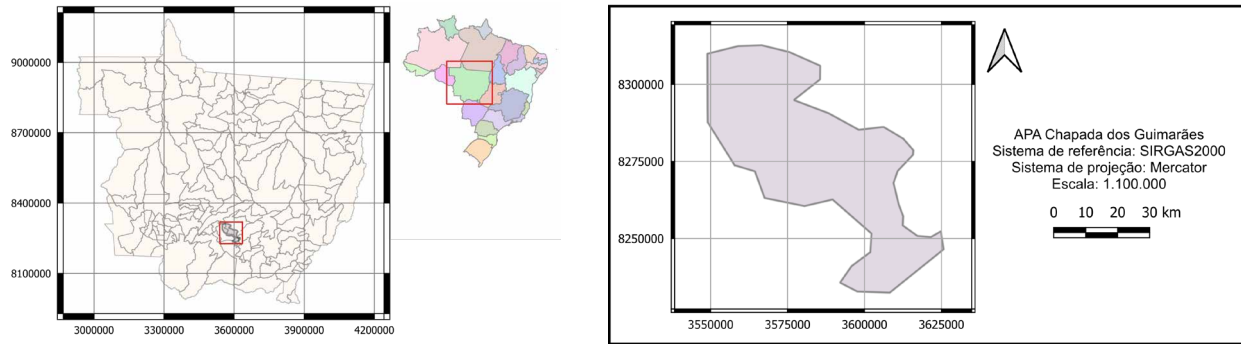 9000000
8700000
8400000
8100000
3000000 3300000 3600000 3900000 4200000
8300000
8275000
8250000
3550000 3575000 3600000 3625000
APA Chapada dos Guimarães
Sistema de referência: SIRGAS2000
Sistema de projeção: Mercator
Escala: 1.100.000
0 10 20 30 km